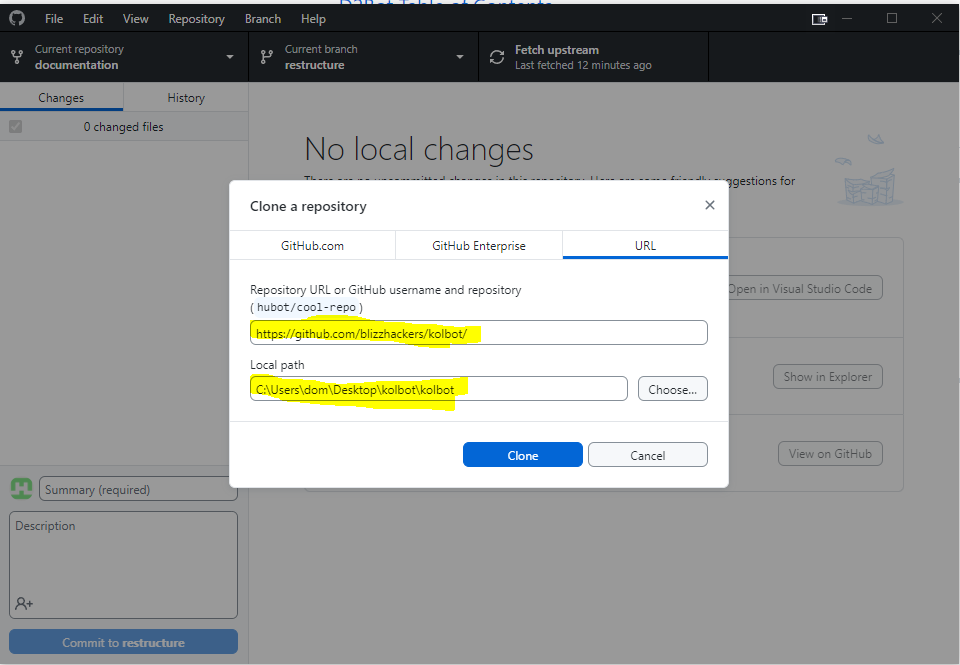 D2Bot Table of Contents
File Edit View Repository Branch Help
Current repository
documentation
Current branch
restructure
Fetch upstream
Last fetched 12 minutes ago
Changes History
0 changed files
No local changes
There are no uncommitted changes in this repository. Here are some friendly suggestions for
Clone a repository
GitHub.com GitHub Enterprise URL
Repository URL or GitHub username and repository
( hubot/cool-repo )
https://github.com/blizzhackers/kolbot/
Local path
C:\Users\dom\Desktop\kolbot\kolbot
Choose...
Clone Cancel
Open in Visual Studio Code
Show in Explorer
View on GitHub
Summary (required)
Description
Commit to restructure